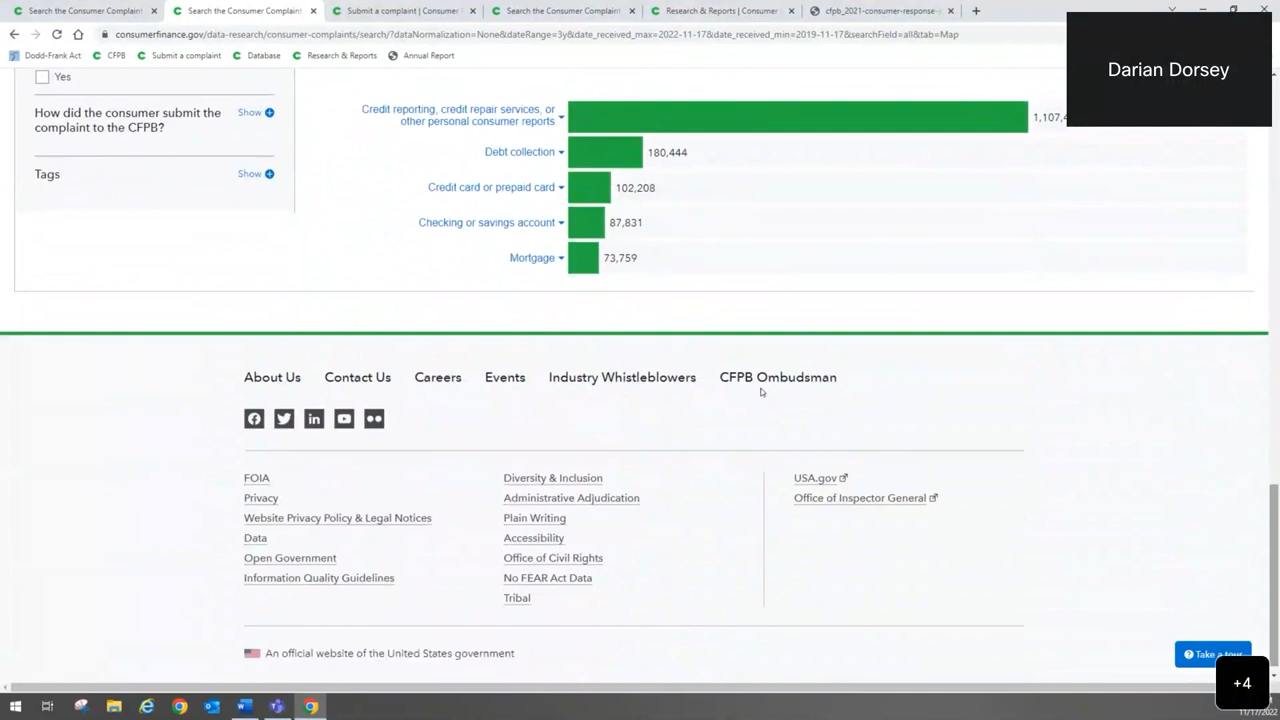 Search the Consumer Complaint
Search the Consumer Complaint
Submit a complaint | Consumer
Search the Consumer Complaint
Research & Reports | Consumer
cfpb_2021-consumer-response-
consumerfinance.gov/data-research/consumer-complaints/search/?dataNormalization=None&dateRange=3y&date_received_max=2022-11-17&date_received_min=2019-11-17&searchField=all&tab=Map
Dodd-Frank Act
CFPB
Submit a complaint
Database
Research & Reports
Annual Report
Darian Dorsey
Yes
How did the consumer submit the
complaint to the CFPB?
Show
Tags
Show
Credit reporting, credit repair services, or
other personal consumer reports
1,107,4
Debt collection
180,444
Credit card or prepaid card
102,208
Checking or savings account
87,831
Mortgage
73,759
About Us
Contact Us
Careers
Events
Industry Whistleblowers
CFPB Ombudsman
FOIA
Privacy
Website Privacy Policy & Legal Notices
Data
Open Government
Information Quality Guidelines
Diversity & Inclusion
Administrative Adjudication
Plain Writing
Accessibility
Office of Civil Rights
No FEAR Act Data
Tribal
USA.gov
Office of Inspector General
An official website of the United States government
Take a tour
+4
11/17/2022